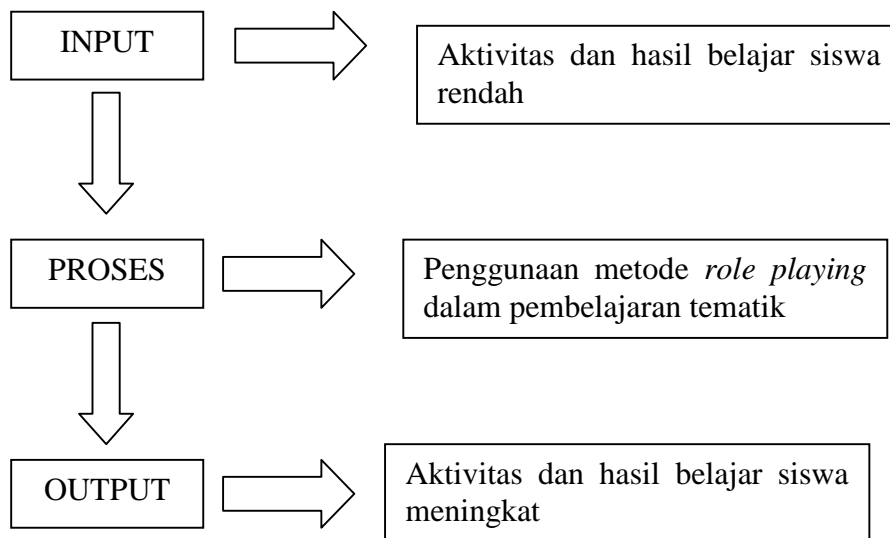 INPUT
Aktivitas dan hasil belajar siswa
rendah
PROSES
Penggunaan metode role playing
dalam pembelajaran tematik
OUTPUT
Aktivitas dan hasil belajar siswa
meningkat